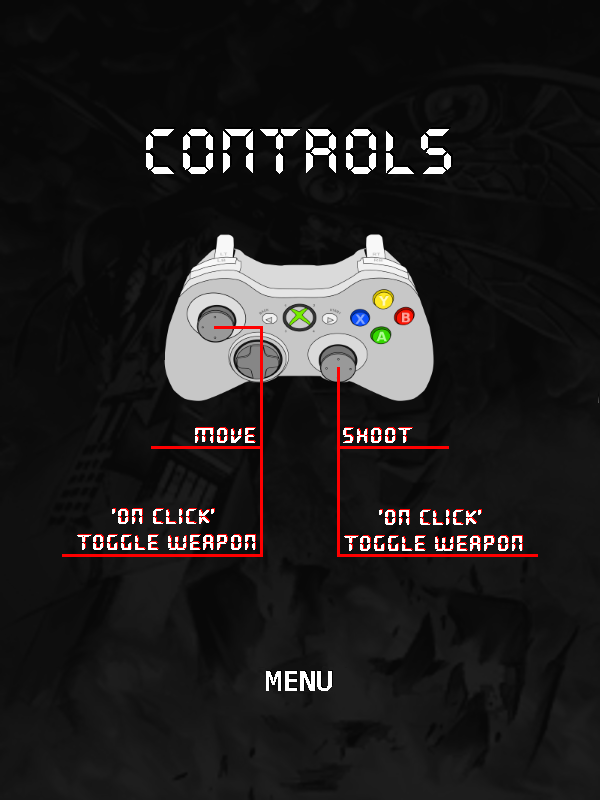 CONTROLS
Y
X
B
A
MOVE
SHOOT
'ON CLICK'
TOGGLE WEAPON
'ON CLICK'
TOGGLE WEAPON
MENU